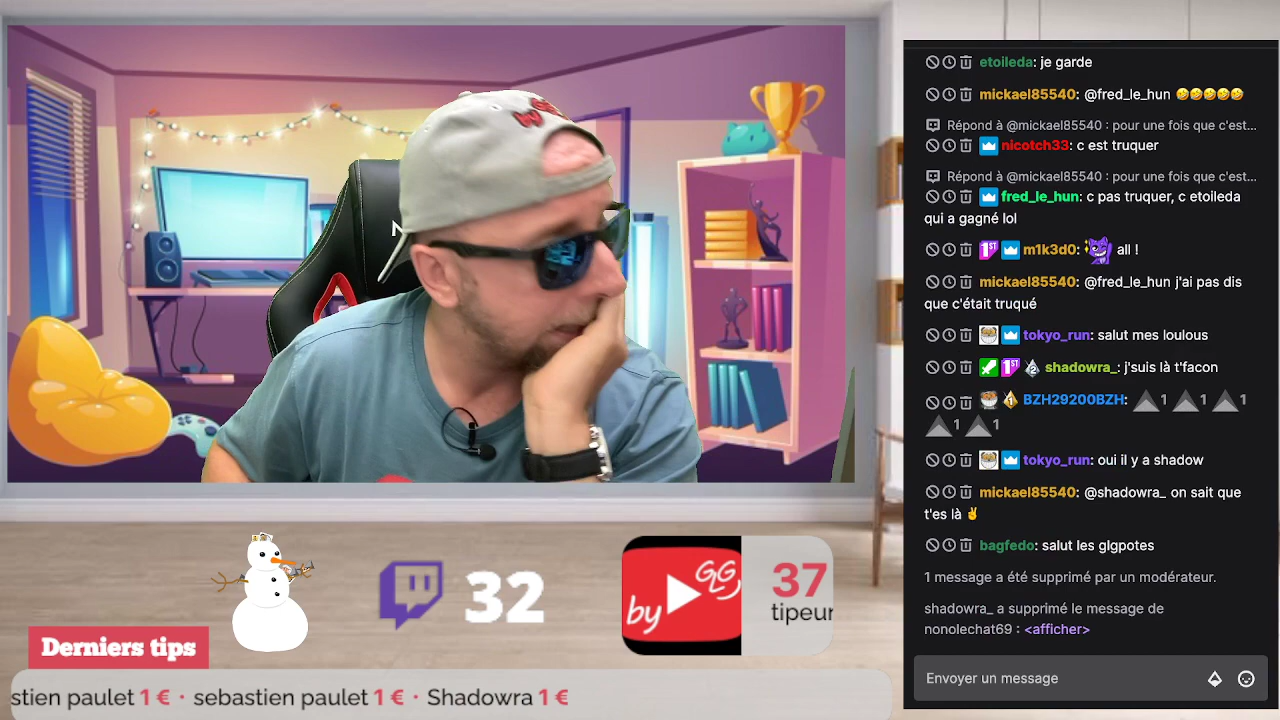 etoileda: je garde
mickael85540: @fred_le_hun 🤣🤣🤣🤣🤣
Répond à @mickael85540 : pour une fois que c'est...
nicotch33: c est truquer
Répond à @mickael85540 : pour une fois que c'est...
fred_le_hun: c pas truquer, c etoileda
qui a gagné lol
1ST m1k3d0: all !
mickael85540: @fred_le_hun j'ai pas dis
que c'était truqué
tokyo_run: salut mes loulous
1ST 2 shadowra_: j'suis là t'facon
1 BZH29200BZH: 1 1 1
1 1
tokyo_run: oui il y a shadow
mickael85540: @shadowra_ on sait que
t'es là ✌
bagfedo: salut les glgpotes
1 message a été supprimé par un modérateur.
shadowra_ a supprimé le message de
nonolechat69 : <afficher>
Envoyer un message
32
by GLG
37
tipeur
Derniers tips
stien paulet 1 € · sebastien paulet 1 € · Shadowra 1 €